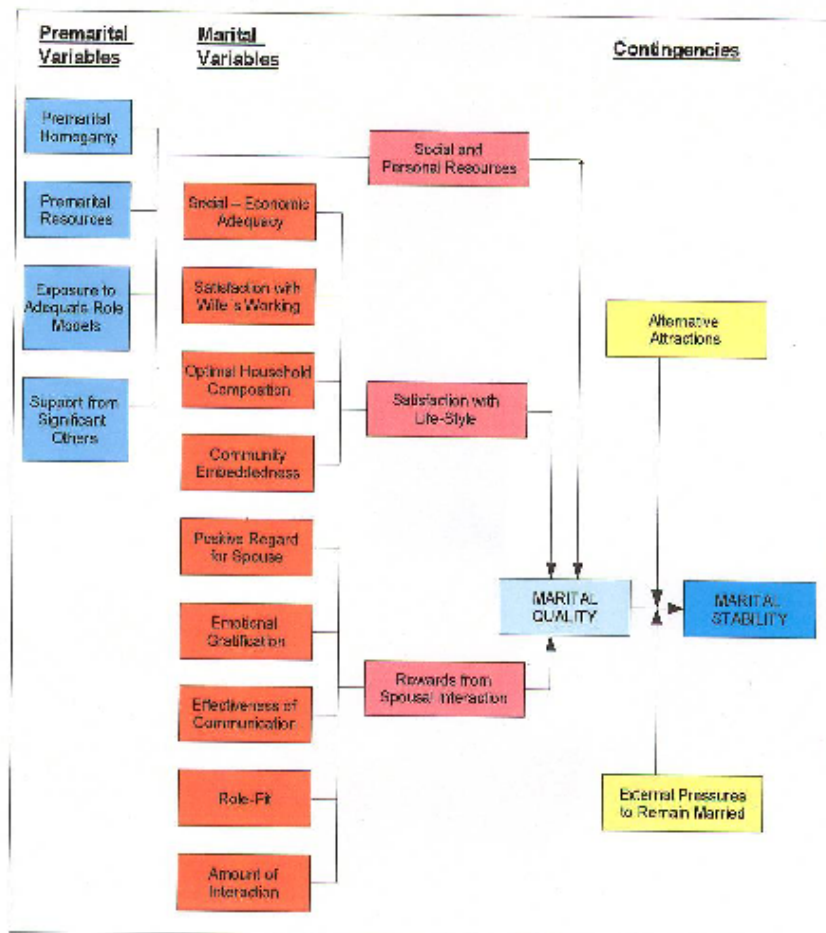 Premarital
Variables
Marital
Variables
Contingencies
Premarital
Homogamy
Premarital
Resources
Exposure to
Adequate Role
Models
Support from
Significant
Others
Social – Economic
Adequacy
Satisfaction with
Wife's Working
Optimal Household
Composition
Community
Embeddedness
Positive Regard
for Spouse
Emotional
Gratification
Effectiveness of
Communication
Role-Fit
Amount of
Interaction
Social and
Personal Resources
Satisfaction with
Life-Style
Rewards from
Spousal Interaction
MARITAL
QUALITY
Alternative
Attractions
MARITAL
STABILITY
External Pressures
to Remain Married